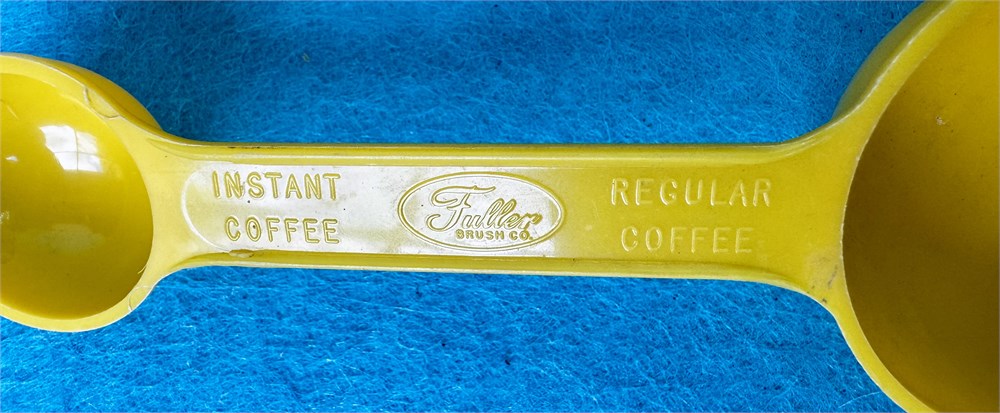 INSTANT
COFFEE
Fuller
BRUSH CO.
REGULAR
COFFEE